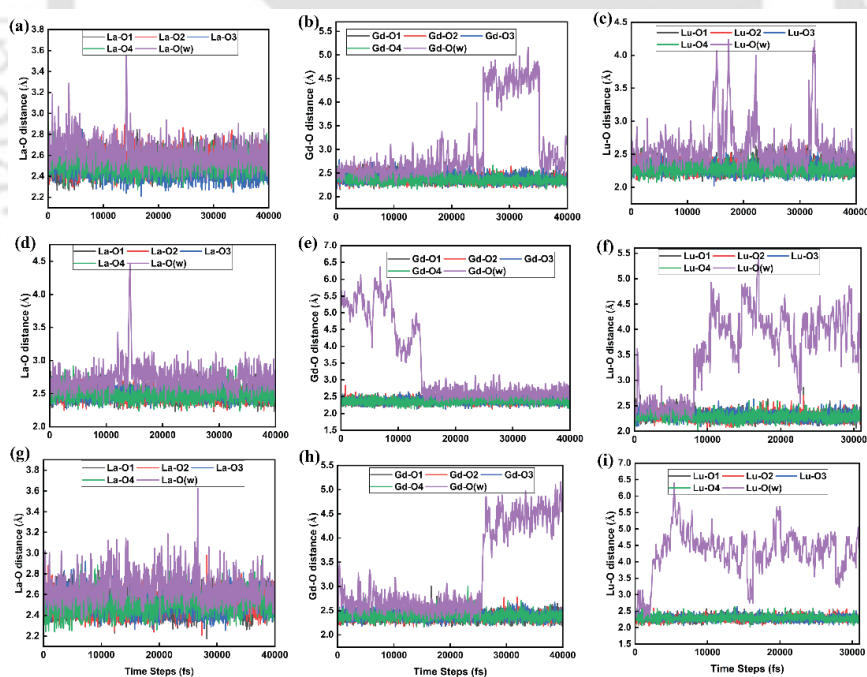 (a)
La-O1 La-O2 La-O3
La-O4 La-O(w)
La-O distance (Å)
3.8
3.6
3.4
3.2
3.0
2.8
2.6
2.4
2.2
0 10000 20000 30000 40000
(b)
Gd-O1 Gd-O2 Gd-O3
Gd-O4 Gd-O(w)
Gd-O distance (Å)
5.5
5.0
4.5
4.0
3.5
3.0
2.5
2.0
0 10000 20000 30000 40000
(c)
Lu-O1 Lu-O2 Lu-O3
Lu-O4 Lu-O(w)
Lu-O distance (Å)
4.5
4.0
3.5
3.0
2.5
2.0
0 10000 20000 30000 40000
(d)
La-O1 La-O2 La-O3
La-O4 La-O(w)
La-O distance (Å)
4.5
4.0
3.5
3.0
2.5
2.0
0 10000 20000 30000 40000
(e)
Gd-O1 Gd-O2 Gd-O3
Gd-O4 Gd-O(w)
Gd-O distance (Å)
7.0
6.5
6.0
5.5
5.0
4.5
4.0
3.5
3.0
2.5
2.0
1.5
0 10000 20000 30000 40000
(f)
Lu-O1 Lu-O2 Lu-O3
Lu-O4 Lu-O(w)
Lu-O distance (Å)
5.5
5.0
4.5
4.0
3.5
3.0
2.5
2.0
0 10000 20000 30000
(g)
La-O1 La-O2 La-O3
La-O4 La-O(w)
La-O distance (Å)
3.8
3.6
3.4
3.2
3.0
2.8
2.6
2.4
2.2
0 10000 20000 30000 40000
Time Steps (fs)
(h)
Gd-O1 Gd-O2 Gd-O3
Gd-O4 Gd-O(w)
Gd-O distance (Å)
5.5
5.0
4.5
4.0
3.5
3.0
2.5
2.0
0 10000 20000 30000 40000
Time Steps (fs)
(i)
Lu-O1 Lu-O2 Lu-O3
Lu-O4 Lu-O(w)
Lu-O distance (Å)
7.0
6.5
6.0
5.5
5.0
4.5
4.0
3.5
3.0
2.5
2.0
1.5
0 10000 20000 30000
Time Steps (fs)